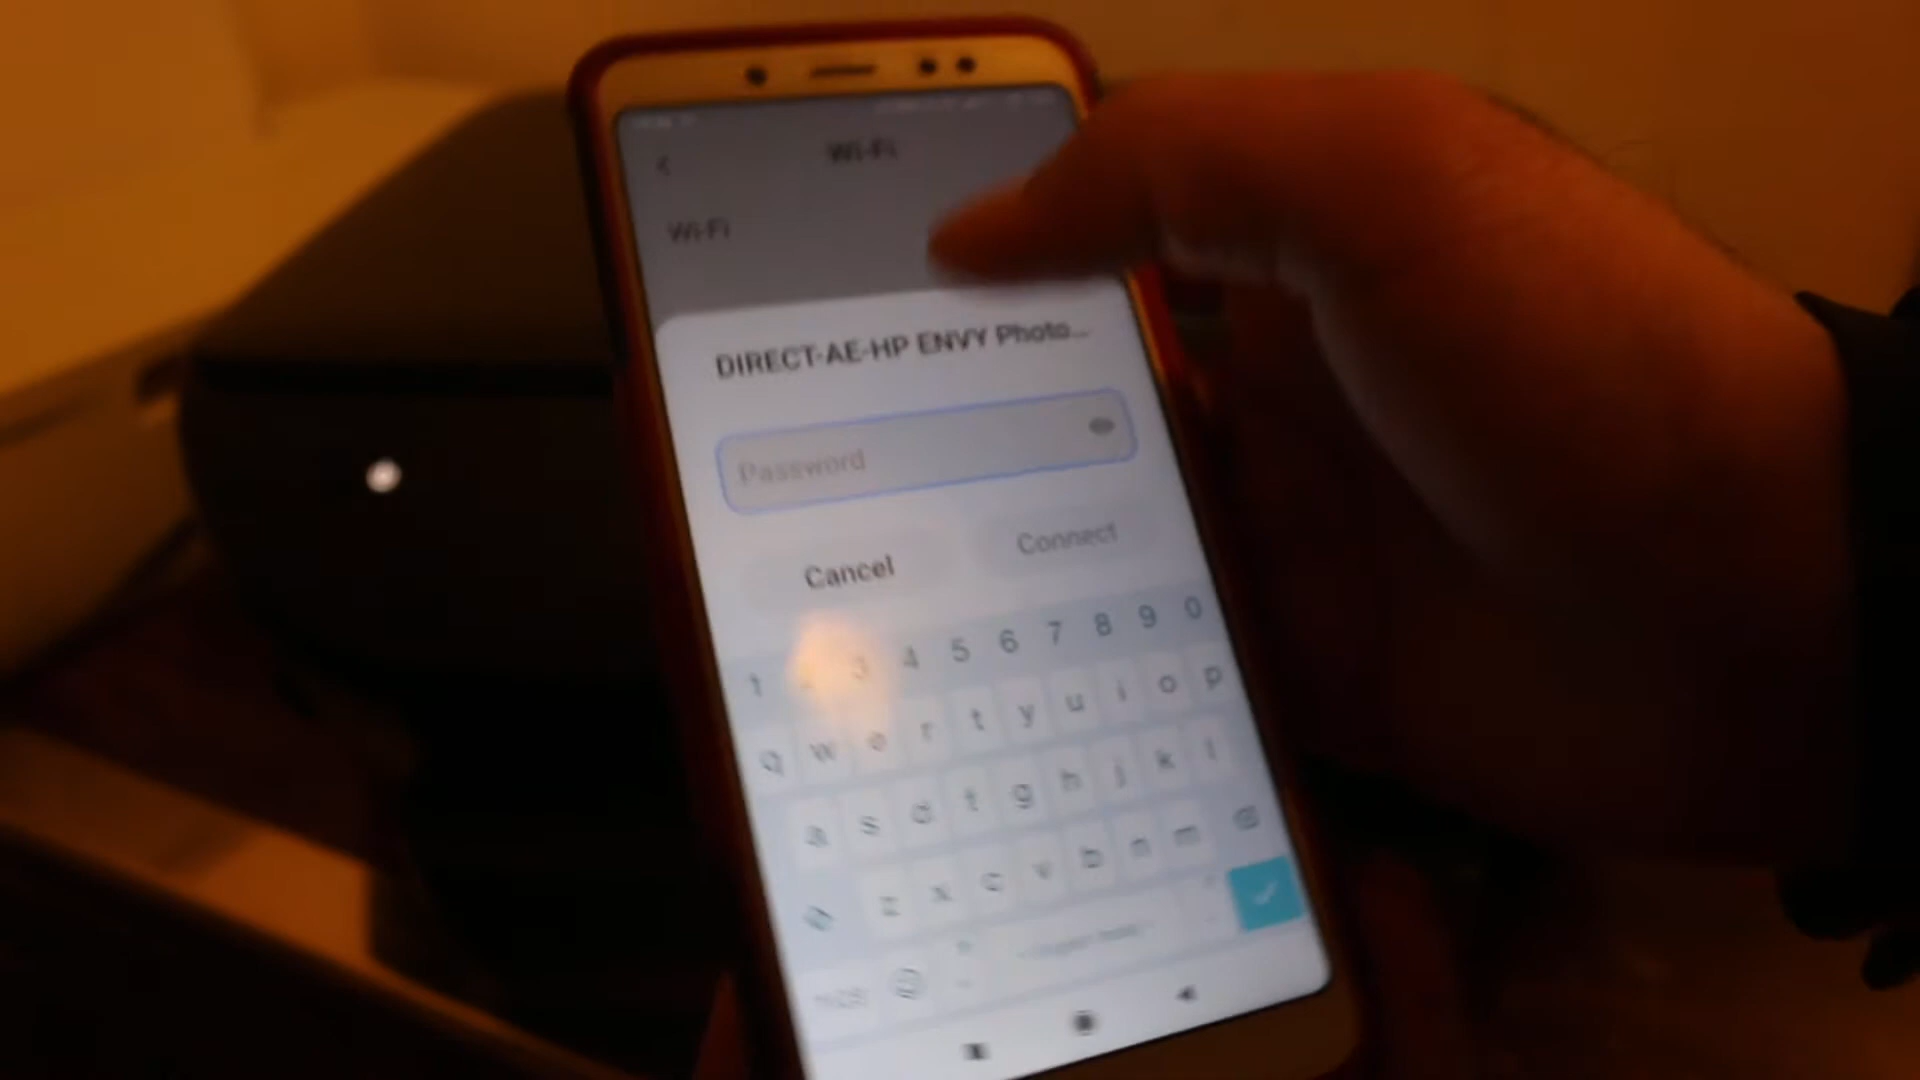 Wi-Fi
Wi-Fi
DIRECT-AE-HP ENVY Photo...
Password
Cancel
Connect
1 3 4 5 6 7 8 9 0
q w e r t y u i o p
a s d f g h j k l
z x c v b n m